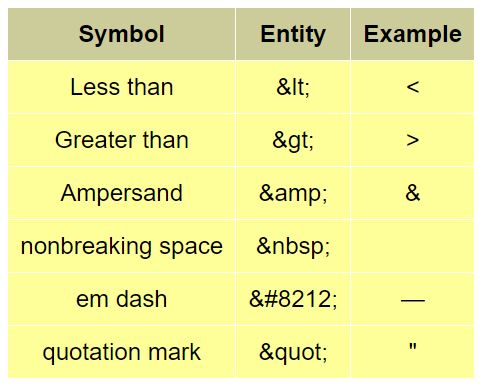 Symbol Entity Example
Less than &lt; <
Greater than &gt; >
Ampersand &amp; &
nonbreaking space &nbsp;
em dash &#8212; —
quotation mark &quot; "